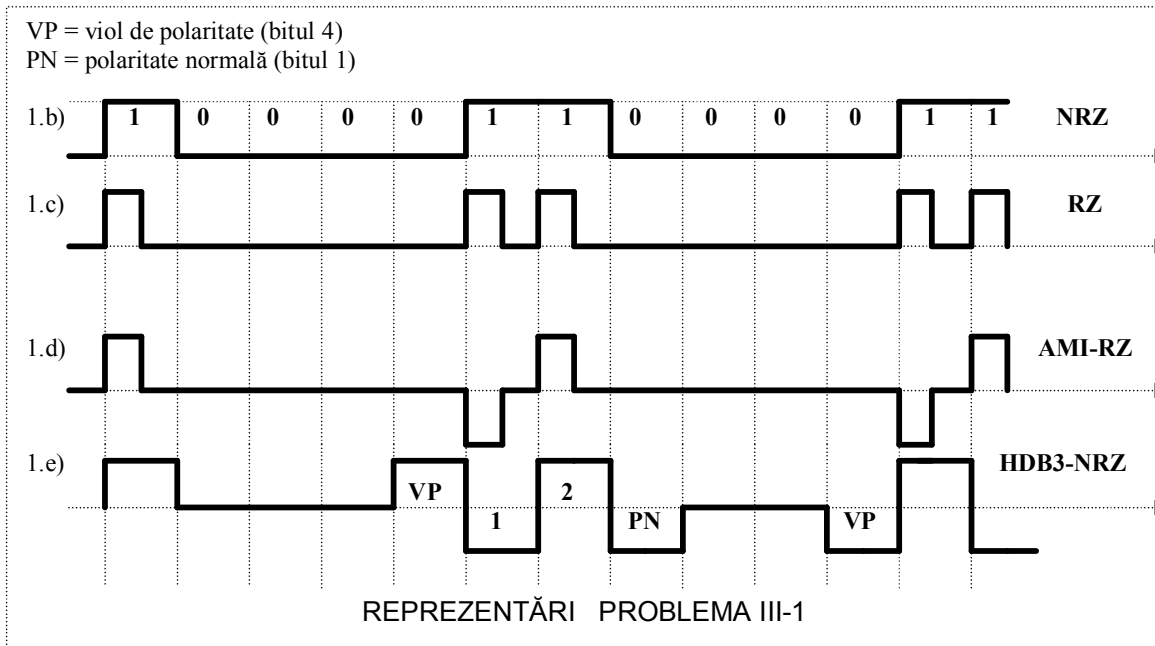 VP = viol de polaritate (bitul 4)
PN = polaritate normală (bitul 1)
1.b) 1 0 0 0 0 1 1 0 0 0 0 1 1 NRZ
1.c) RZ
1.d) AMI-RZ
1.e) HDB3-NRZ
VP 2
1 PN VP
REPREZENTĂRI PROBLEMA III-1